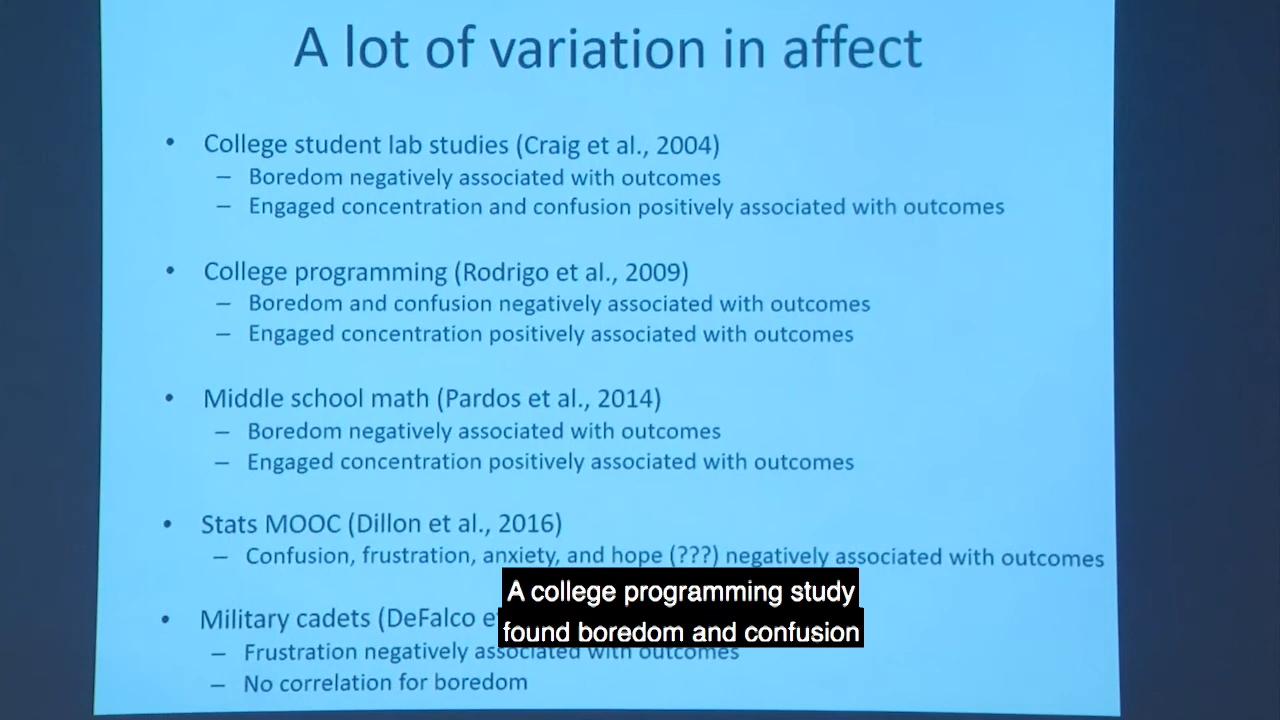 A lot of variation in affect
• College student lab studies (Craig et al., 2004)
– Boredom negatively associated with outcomes
– Engaged concentration and confusion positively associated with outcomes
• College programming (Rodrigo et al., 2009)
– Boredom and confusion negatively associated with outcomes
– Engaged concentration positively associated with outcomes
• Middle school math (Pardos et al., 2014)
– Boredom negatively associated with outcomes
– Engaged concentration positively associated with outcomes
• Stats MOOC (Dillon et al., 2016)
– Confusion, frustration, anxiety, and hope (???) negatively associated with outcomes
• Military cadets (DeFalco
– Frustration negatively associated with outcomes
– No correlation for boredom
A college programming study
found boredom and confusion